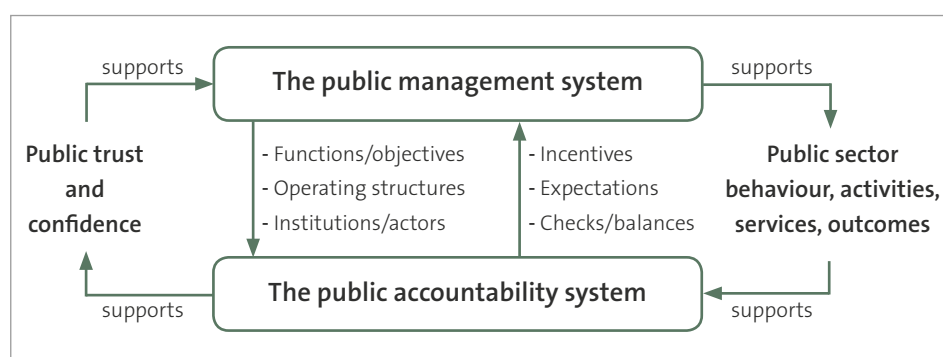 supports
The public management system
supports
Public trust
and
confidence
- Functions/objectives
- Operating structures
- Institutions/actors
- Incentives
- Expectations
- Checks/balances
Public sector
behaviour, activities,
services, outcomes
supports
The public accountability system
supports